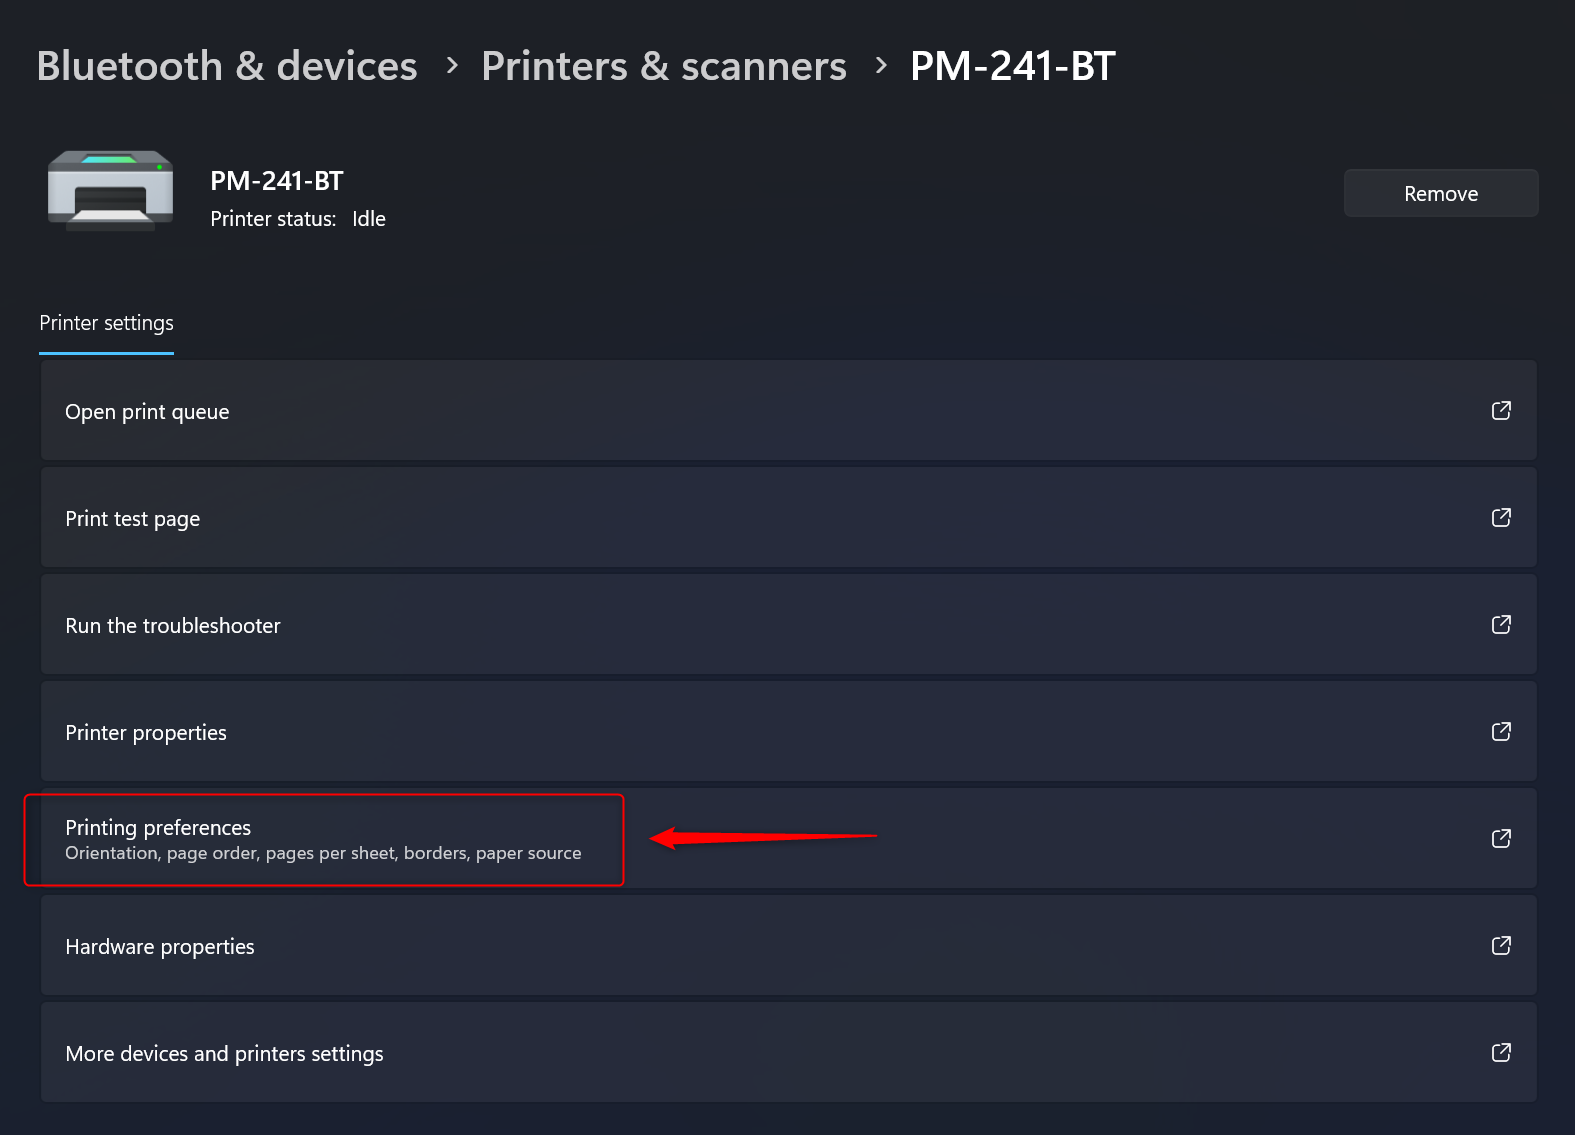 Bluetooth & devices > Printers & scanners > PM-241-BT
PM-241-BT
Printer status: Idle
Remove
Printer settings
Open print queue
Print test page
Run the troubleshooter
Printer properties
Printing preferences
Orientation, page order, pages per sheet, borders, paper source
Hardware properties
More devices and printers settings